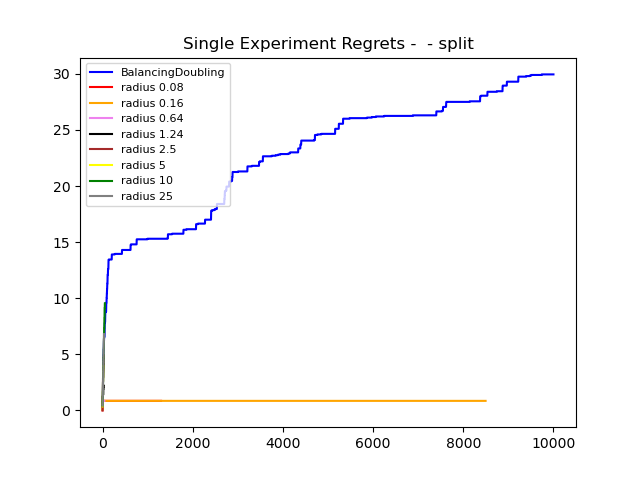 Single Experiment Regrets -  - split
BalancingDoubling
radius 0.08
radius 0.16
radius 0.64
radius 1.24
radius 2.5
radius 5
radius 10
radius 25
30
25
20
15
10
5
0
0 2000 4000 6000 8000 10000